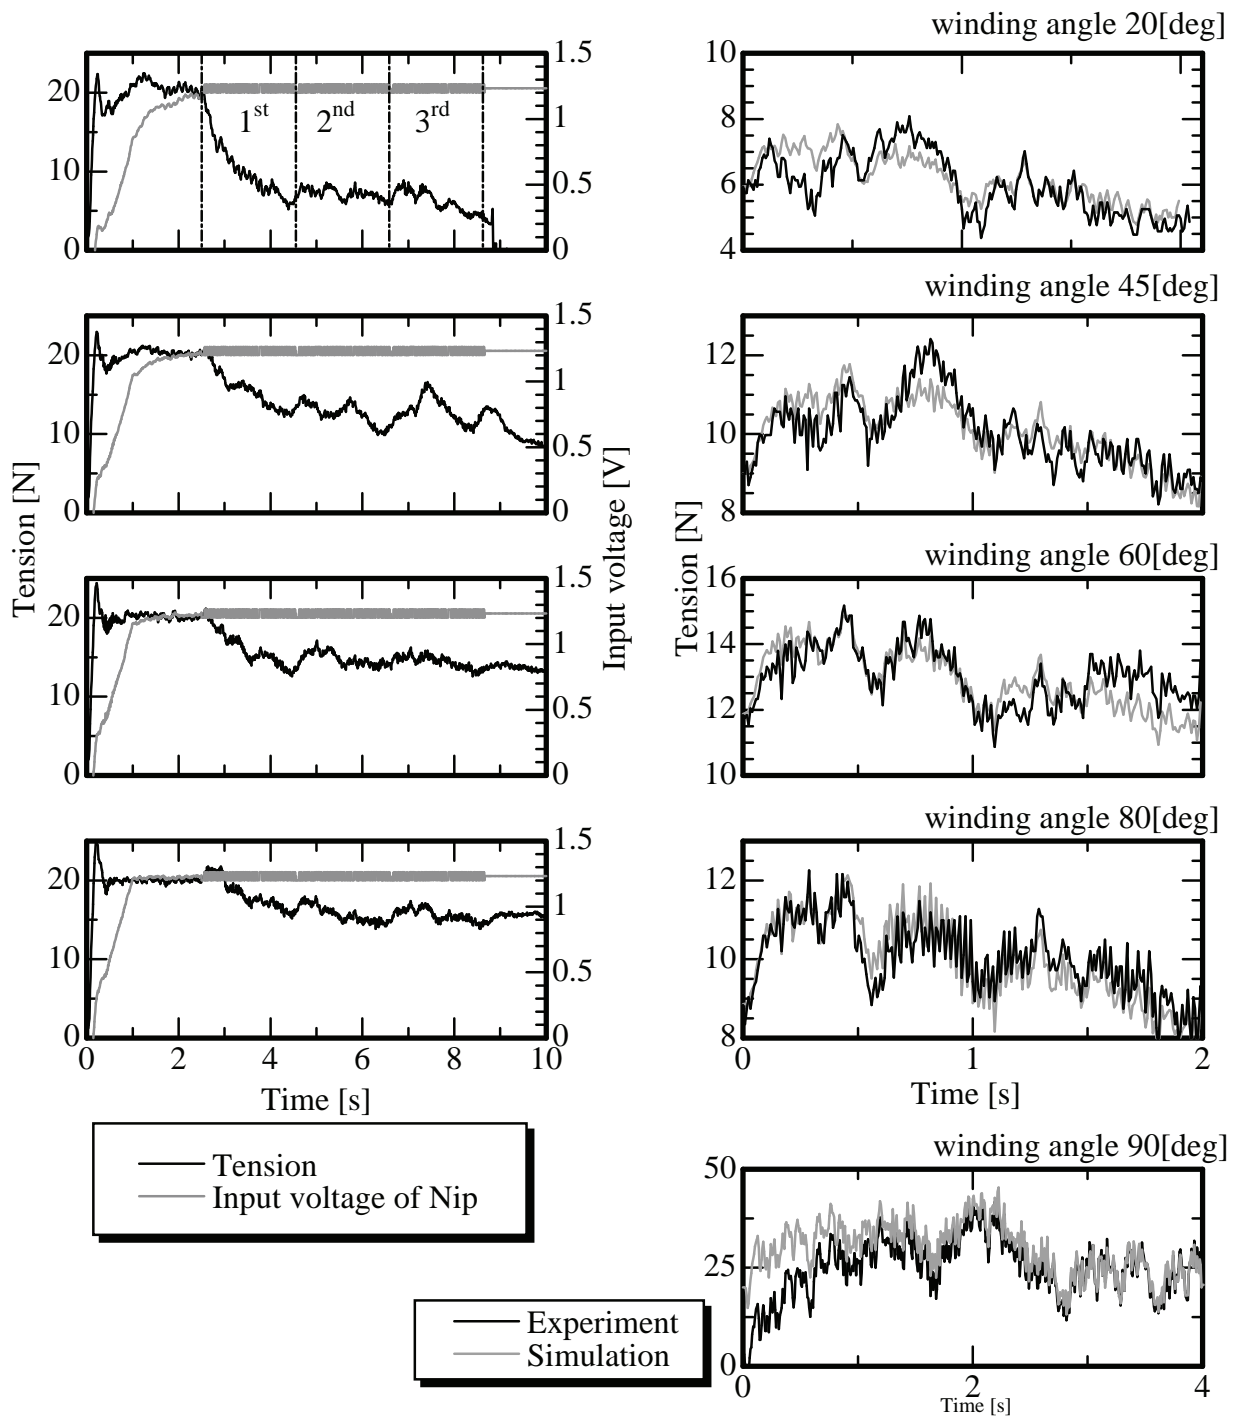 winding angle 20[deg]
20
10
0
1.5
1
0.5
0
1st
2nd
3rd
10
8
6
4
winding angle 45[deg]
20
10
0
1.5
1
0.5
0
12
10
8
Tension [N]
Input voltage [V]
Tension [N]
winding angle 60[deg]
20
10
0
1.5
1
0.5
0
16
14
12
10
winding angle 80[deg]
20
10
0
1.5
1
0.5
0
12
10
8
0 2 4 6 8 10
Time [s]
0 1 2
Time [s]
Tension
Input voltage of Nip
winding angle 90[deg]
50
25
0
0 2 4
Time [s]
Experiment
Simulation